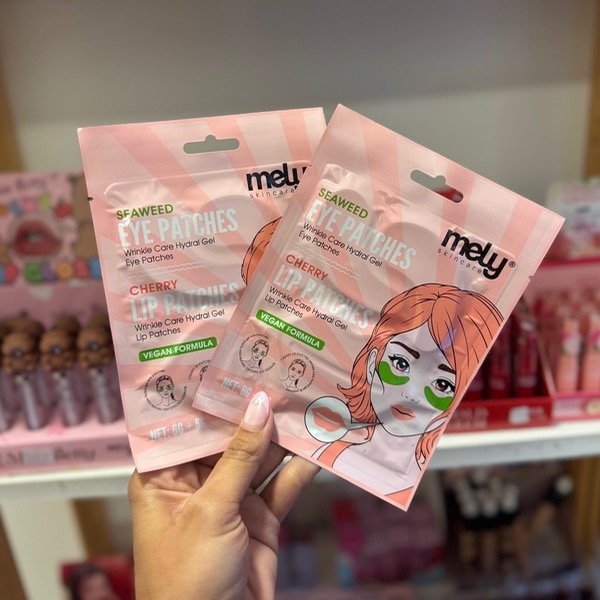 mely®
skincare
SEAWEED
EYE PATCHES
Wrinkle Care Hydral Gel
Eye Patches
CHERRY
LIP PATCHES
Wrinkle Care Hydral Gel
Lip Patches
VEGAN FORMULA
mely®
skincare
SEAWEED
EYE PATCHES
Wrinkle Care Hydral Gel
Eye Patches
CHERRY
LIP PATCHES
Wrinkle Care Hydral Gel
Lip Patches
VEGAN FORMULA